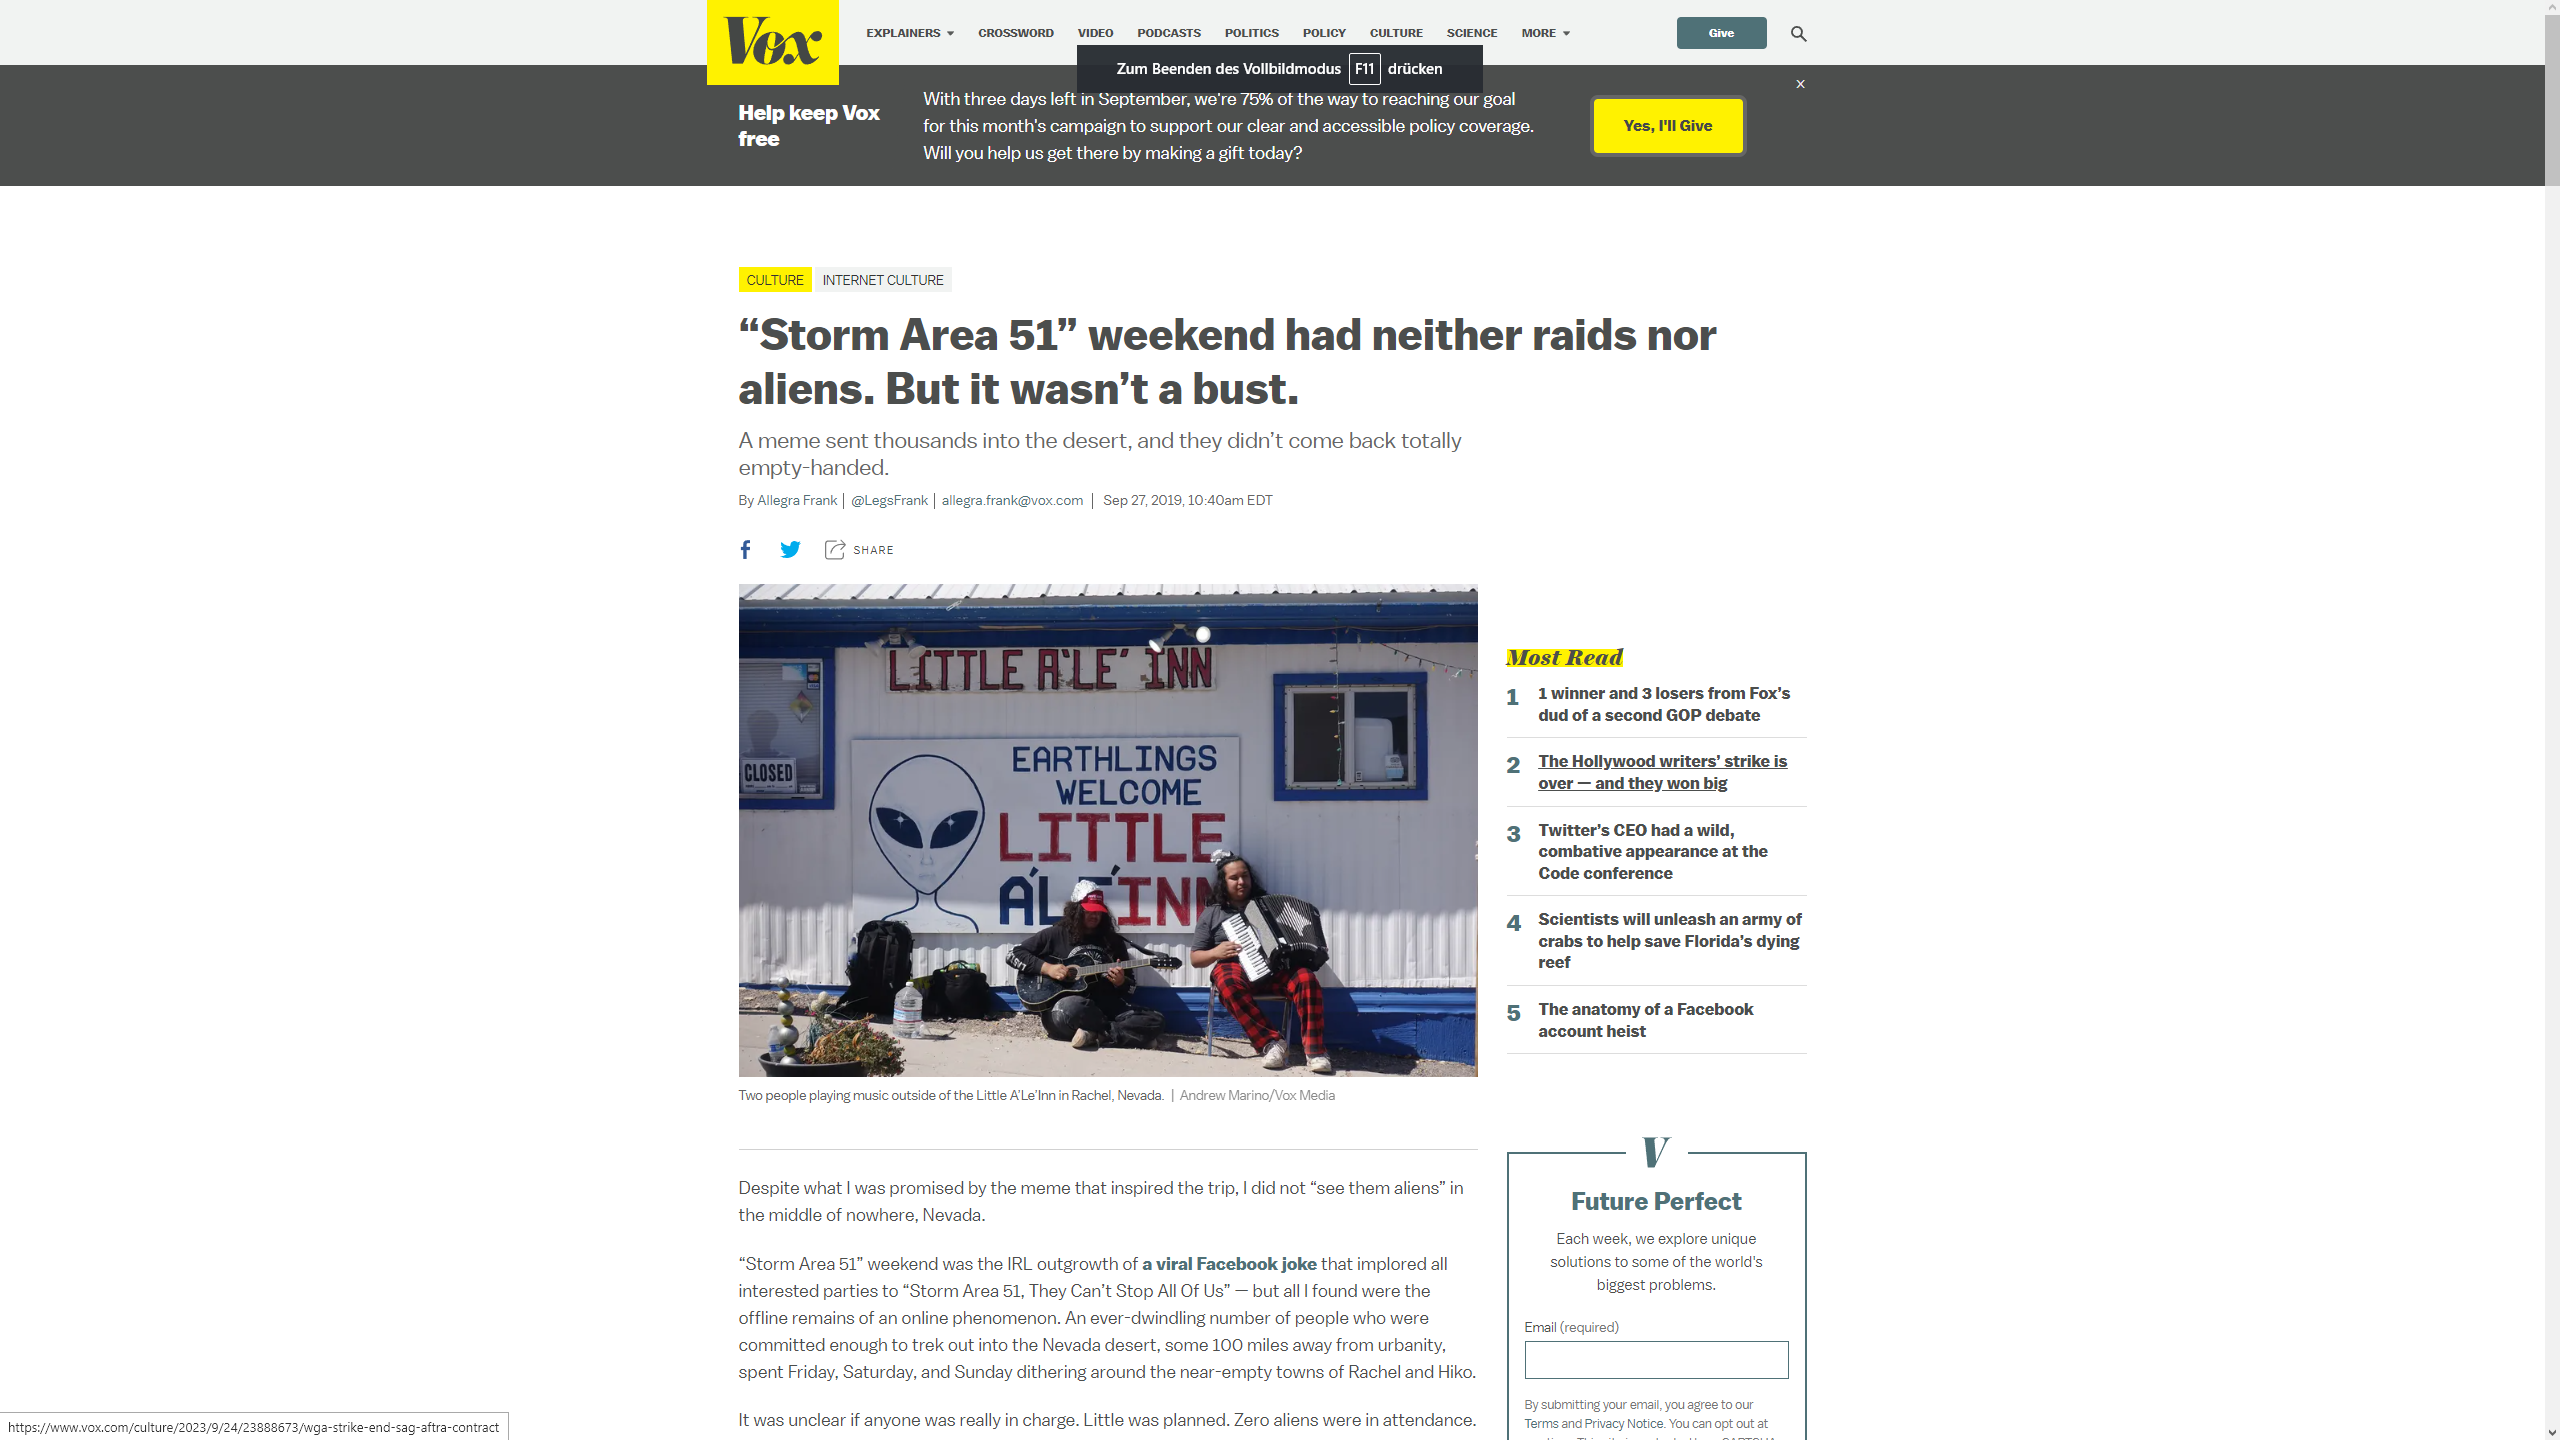 Vox
EXPLAINERS
CROSSWORD
VIDEO
PODCASTS
POLITICS
POLICY
CULTURE
SCIENCE
MORE
Give
Zum Beenden des Vollbildmodus F11 drücken
x
Help keep Vox
free
With three days left in September, we're 75% of the way to reaching our goal
for this month's campaign to support our clear and accessible policy coverage.
Will you help us get there by making a gift today?
Yes, I'll Give
CULTURE
INTERNET CULTURE
“Storm Area 51” weekend had neither raids nor
aliens. But it wasn’t a bust.
A meme sent thousands into the desert, and they didn’t come back totally
empty-handed.
By Allegra Frank | @LegsFrank | allegra.frank@vox.com | Sep 27, 2019, 10:40am EDT
SHARE
LITTLE A'LE' INN
CLOSED
EARTHLINGS
WELCOME
LITTLE
Two people playing music outside of the Little A’Le’Inn in Rachel, Nevada. | Andrew Marino/Vox Media
Despite what I was promised by the meme that inspired the trip, I did not “see them aliens” in
the middle of nowhere, Nevada.
“Storm Area 51” weekend was the IRL outgrowth of a viral Facebook joke that implored all
interested parties to “Storm Area 51, They Can’t Stop All Of Us” — but all I found were the
offline remains of an online phenomenon. An ever-dwindling number of people who were
committed enough to trek out into the Nevada desert, some 100 miles away from urbanity,
spent Friday, Saturday, and Sunday dithering around the near-empty towns of Rachel and Hiko.
It was unclear if anyone was really in charge. Little was planned. Zero aliens were in attendance.
Most Read
1 1 winner and 3 losers from Fox’s
dud of a second GOP debate
2 The Hollywood writers’ strike is
over — and they won big
3 Twitter’s CEO had a wild,
combative appearance at the
Code conference
4 Scientists will unleash an army of
crabs to help save Florida’s dying
reef
5 The anatomy of a Facebook
account heist
V
Future Perfect
Each week, we explore unique
solutions to some of the world's
biggest problems.
Email (required)
By submitting your email, you agree to our
Terms and Privacy Notice. You can opt out at
https://www.vox.com/culture/2023/9/24/23888673/wga-strike-end-sag-aftra-contract